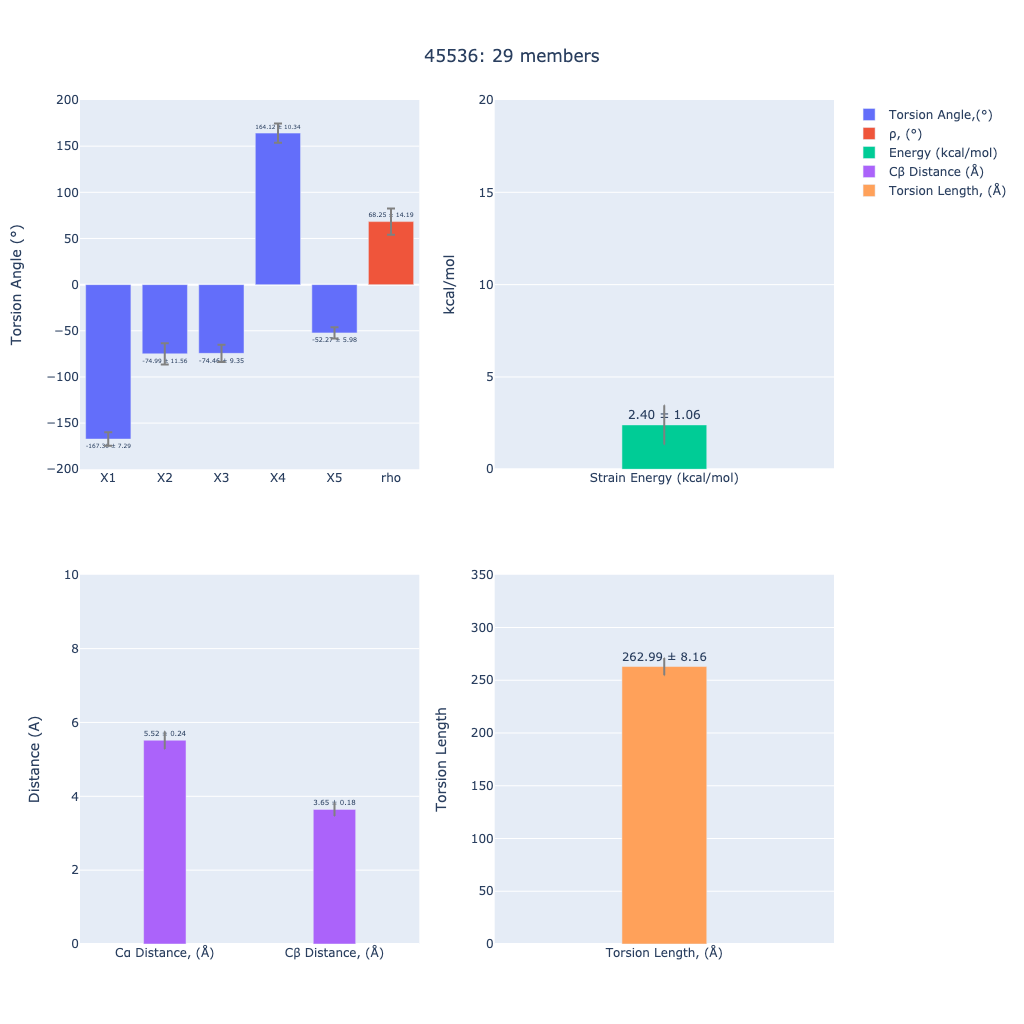 45536: 29 members
Torsion Angle (°)
200
150
100
50
0
−50
−100
−150
−200
164.12 ± 10.34
68.25 ± 14.19
-74.99 ± 11.56
-74.46 ± 9.35
-52.27 ± 5.98
X1
X2
X3
X4
X5
rho
kcal/mol
20
15
10
5
0
2.40 ± 1.06
Strain Energy (kcal/mol)
Torsion Angle,(°)
ρ, (°)
Energy (kcal/mol)
Cβ Distance (Å)
Torsion Length, (Å)
Distance (A)
10
8
6
4
2
0
5.52 ± 0.24
3.65 ± 0.18
Cα Distance, (Å)
Cβ Distance, (Å)
Torsion Length
350
300
250
200
150
100
50
0
262.99 ± 8.16
Torsion Length, (Å)